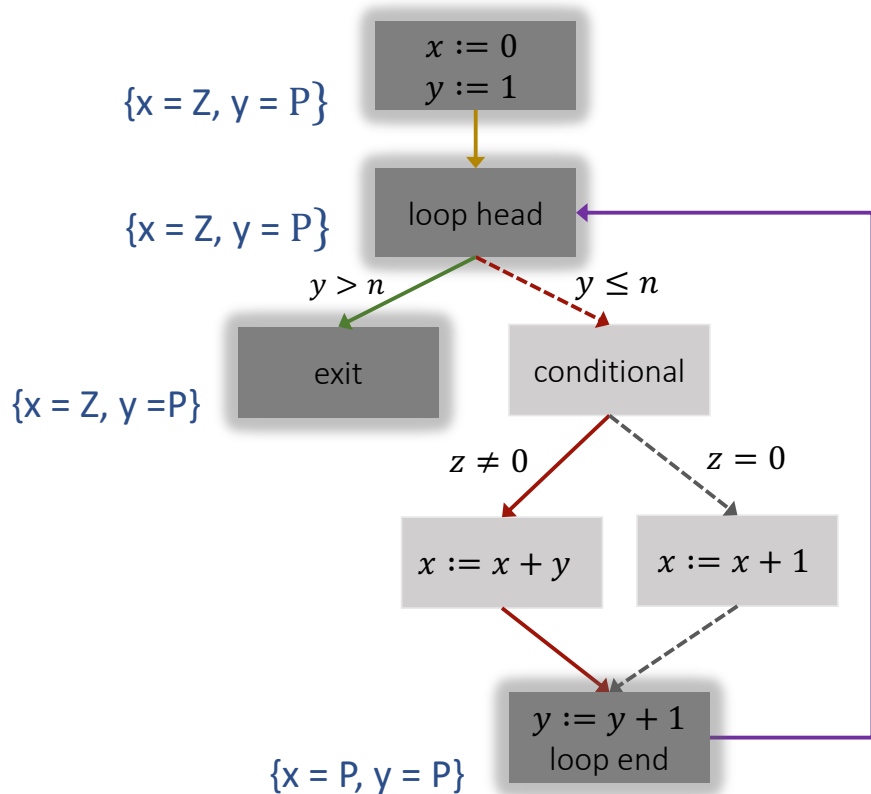 x := 0
y := 1
{x = Z, y = P}
loop head
{x = Z, y = P}
y > n
y ≤ n
exit
conditional
{x = Z, y =P}
z ≠ 0
z = 0
x := x + y
x := x + 1
y := y + 1
loop end
{x = P, y = P}